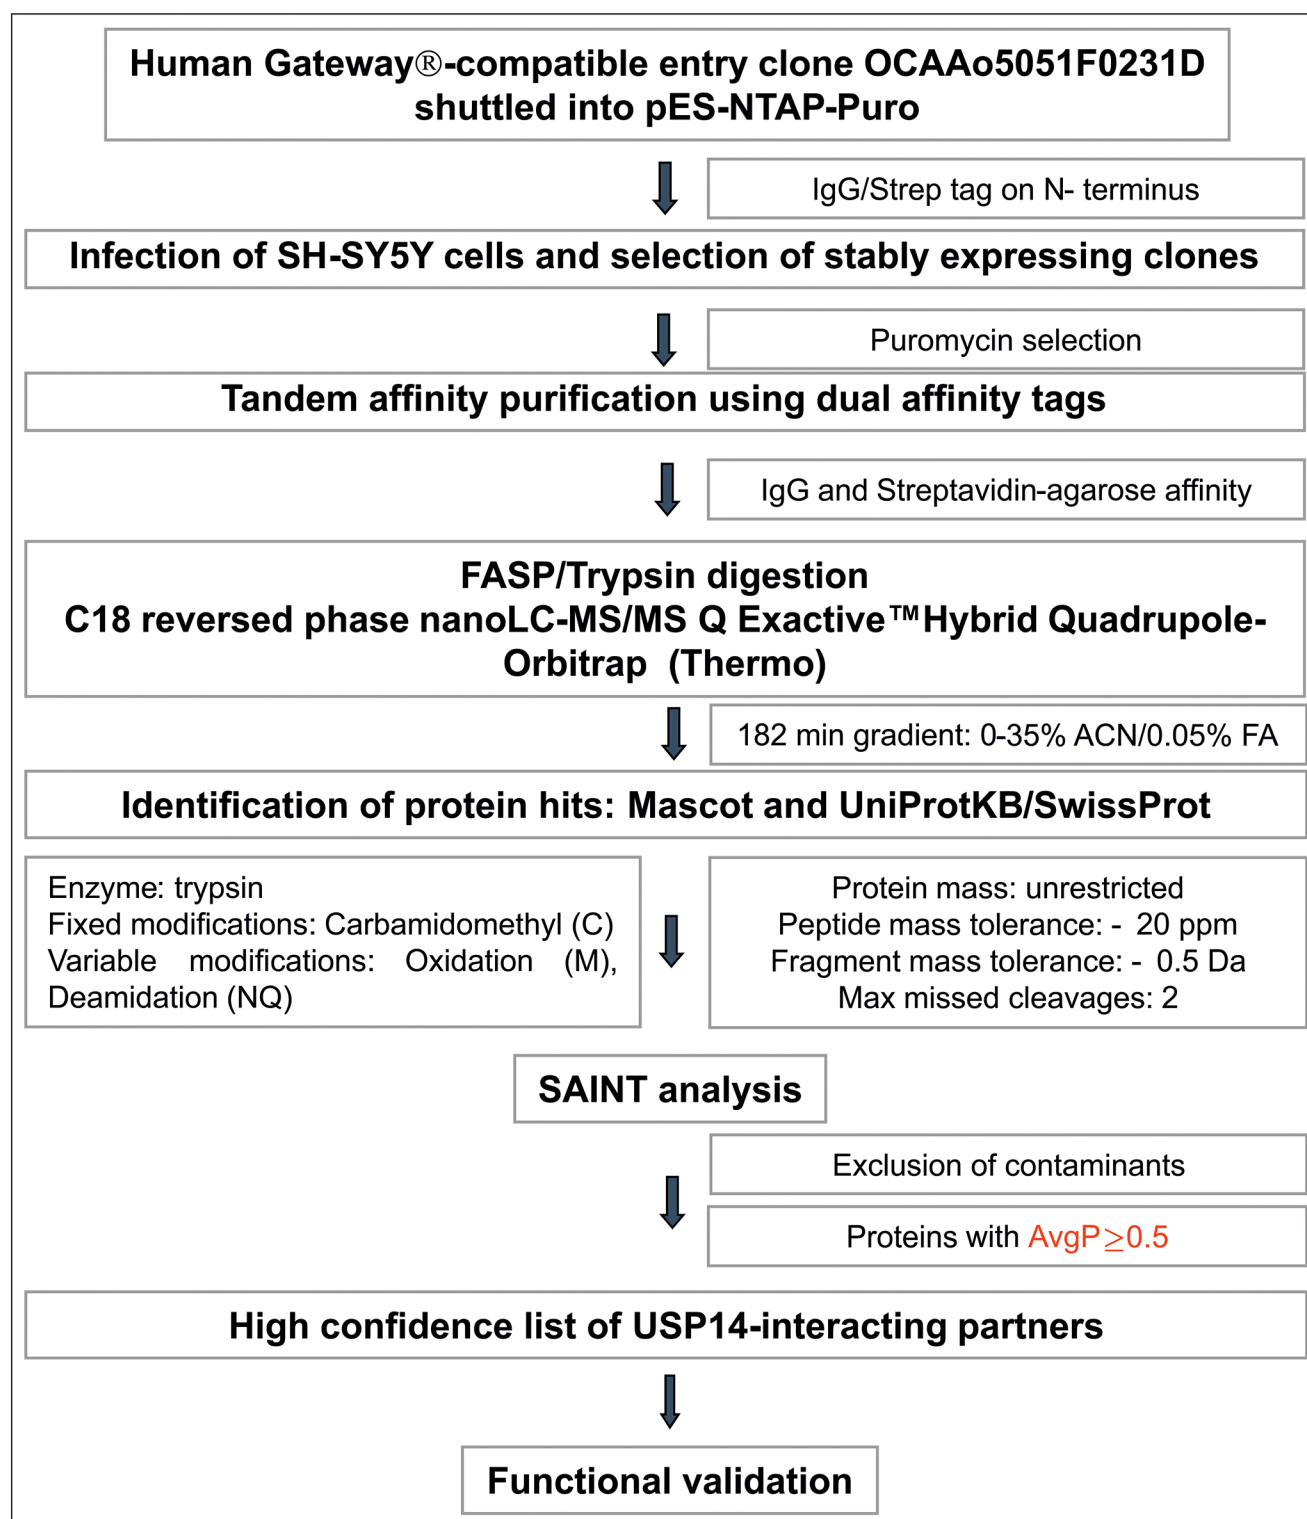 Human Gateway®-compatible entry clone OCAAo5051F0231D
shuttled into pES-NTAP-Puro
IgG/Strep tag on N- terminus
Infection of SH-SY5Y cells and selection of stably expressing clones
Puromycin selection
Tandem affinity purification using dual affinity tags
IgG and Streptavidin-agarose affinity
FASP/Trypsin digestion
C18 reversed phase nanoLC-MS/MS Q Exactive™Hybrid Quadrupole-
Orbitrap (Thermo)
182 min gradient: 0-35% ACN/0.05% FA
Identification of protein hits: Mascot and UniProtKB/SwissProt
Enzyme: trypsin
Fixed modifications: Carbamidomethyl (C)
Variable modifications: Oxidation (M),
Deamidation (NQ)
Protein mass: unrestricted
Peptide mass tolerance: - 20 ppm
Fragment mass tolerance: - 0.5 Da
Max missed cleavages: 2
SAINT analysis
Exclusion of contaminants
Proteins with AvgP≥0.5
High confidence list of USP14-interacting partners
Functional validation